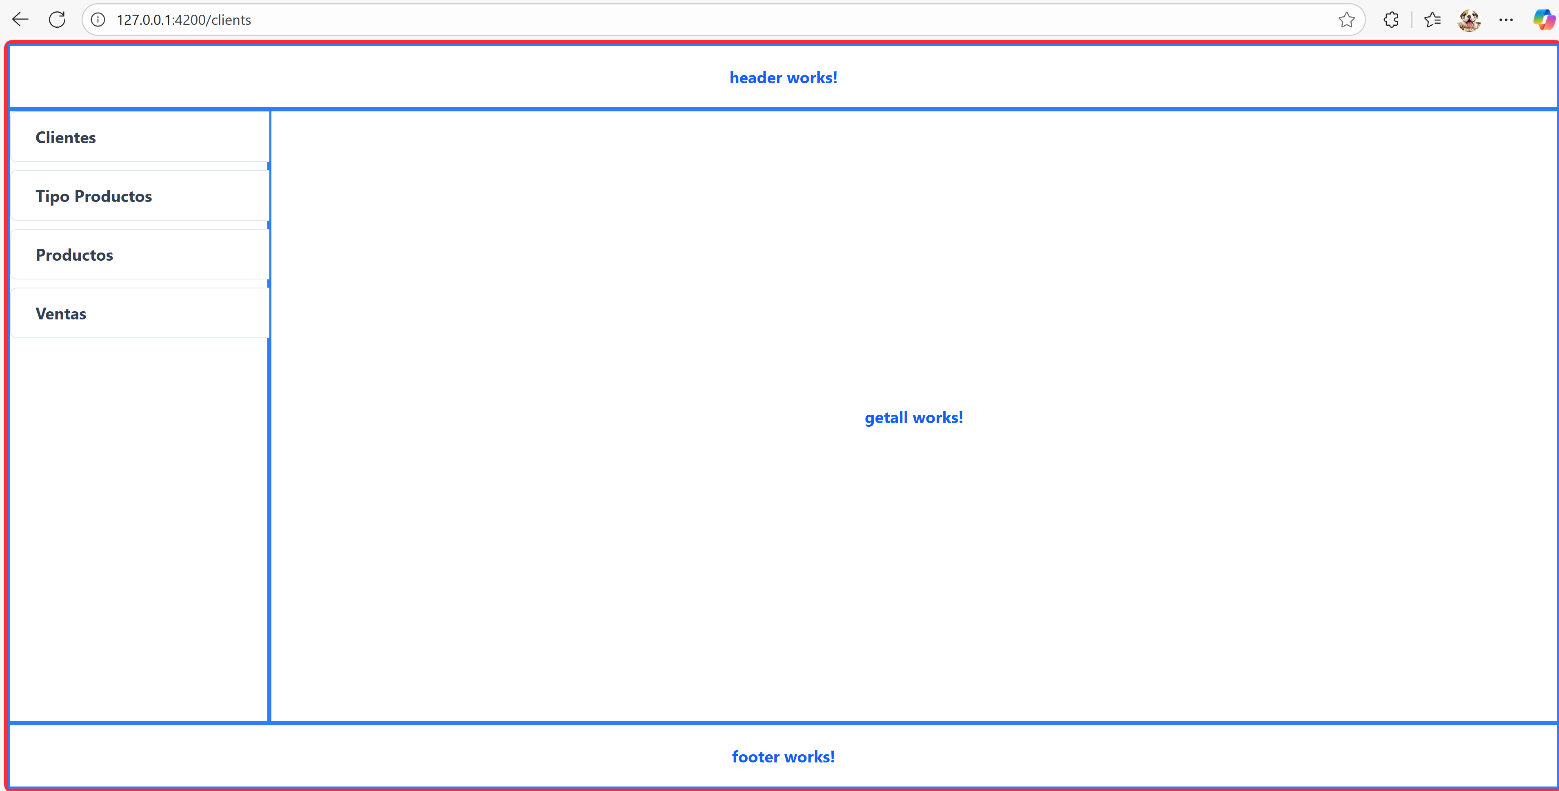 127.0.0.1:4200/clients
header works!
Clientes
Tipo Productos
Productos
Ventas
getall works!
footer works!